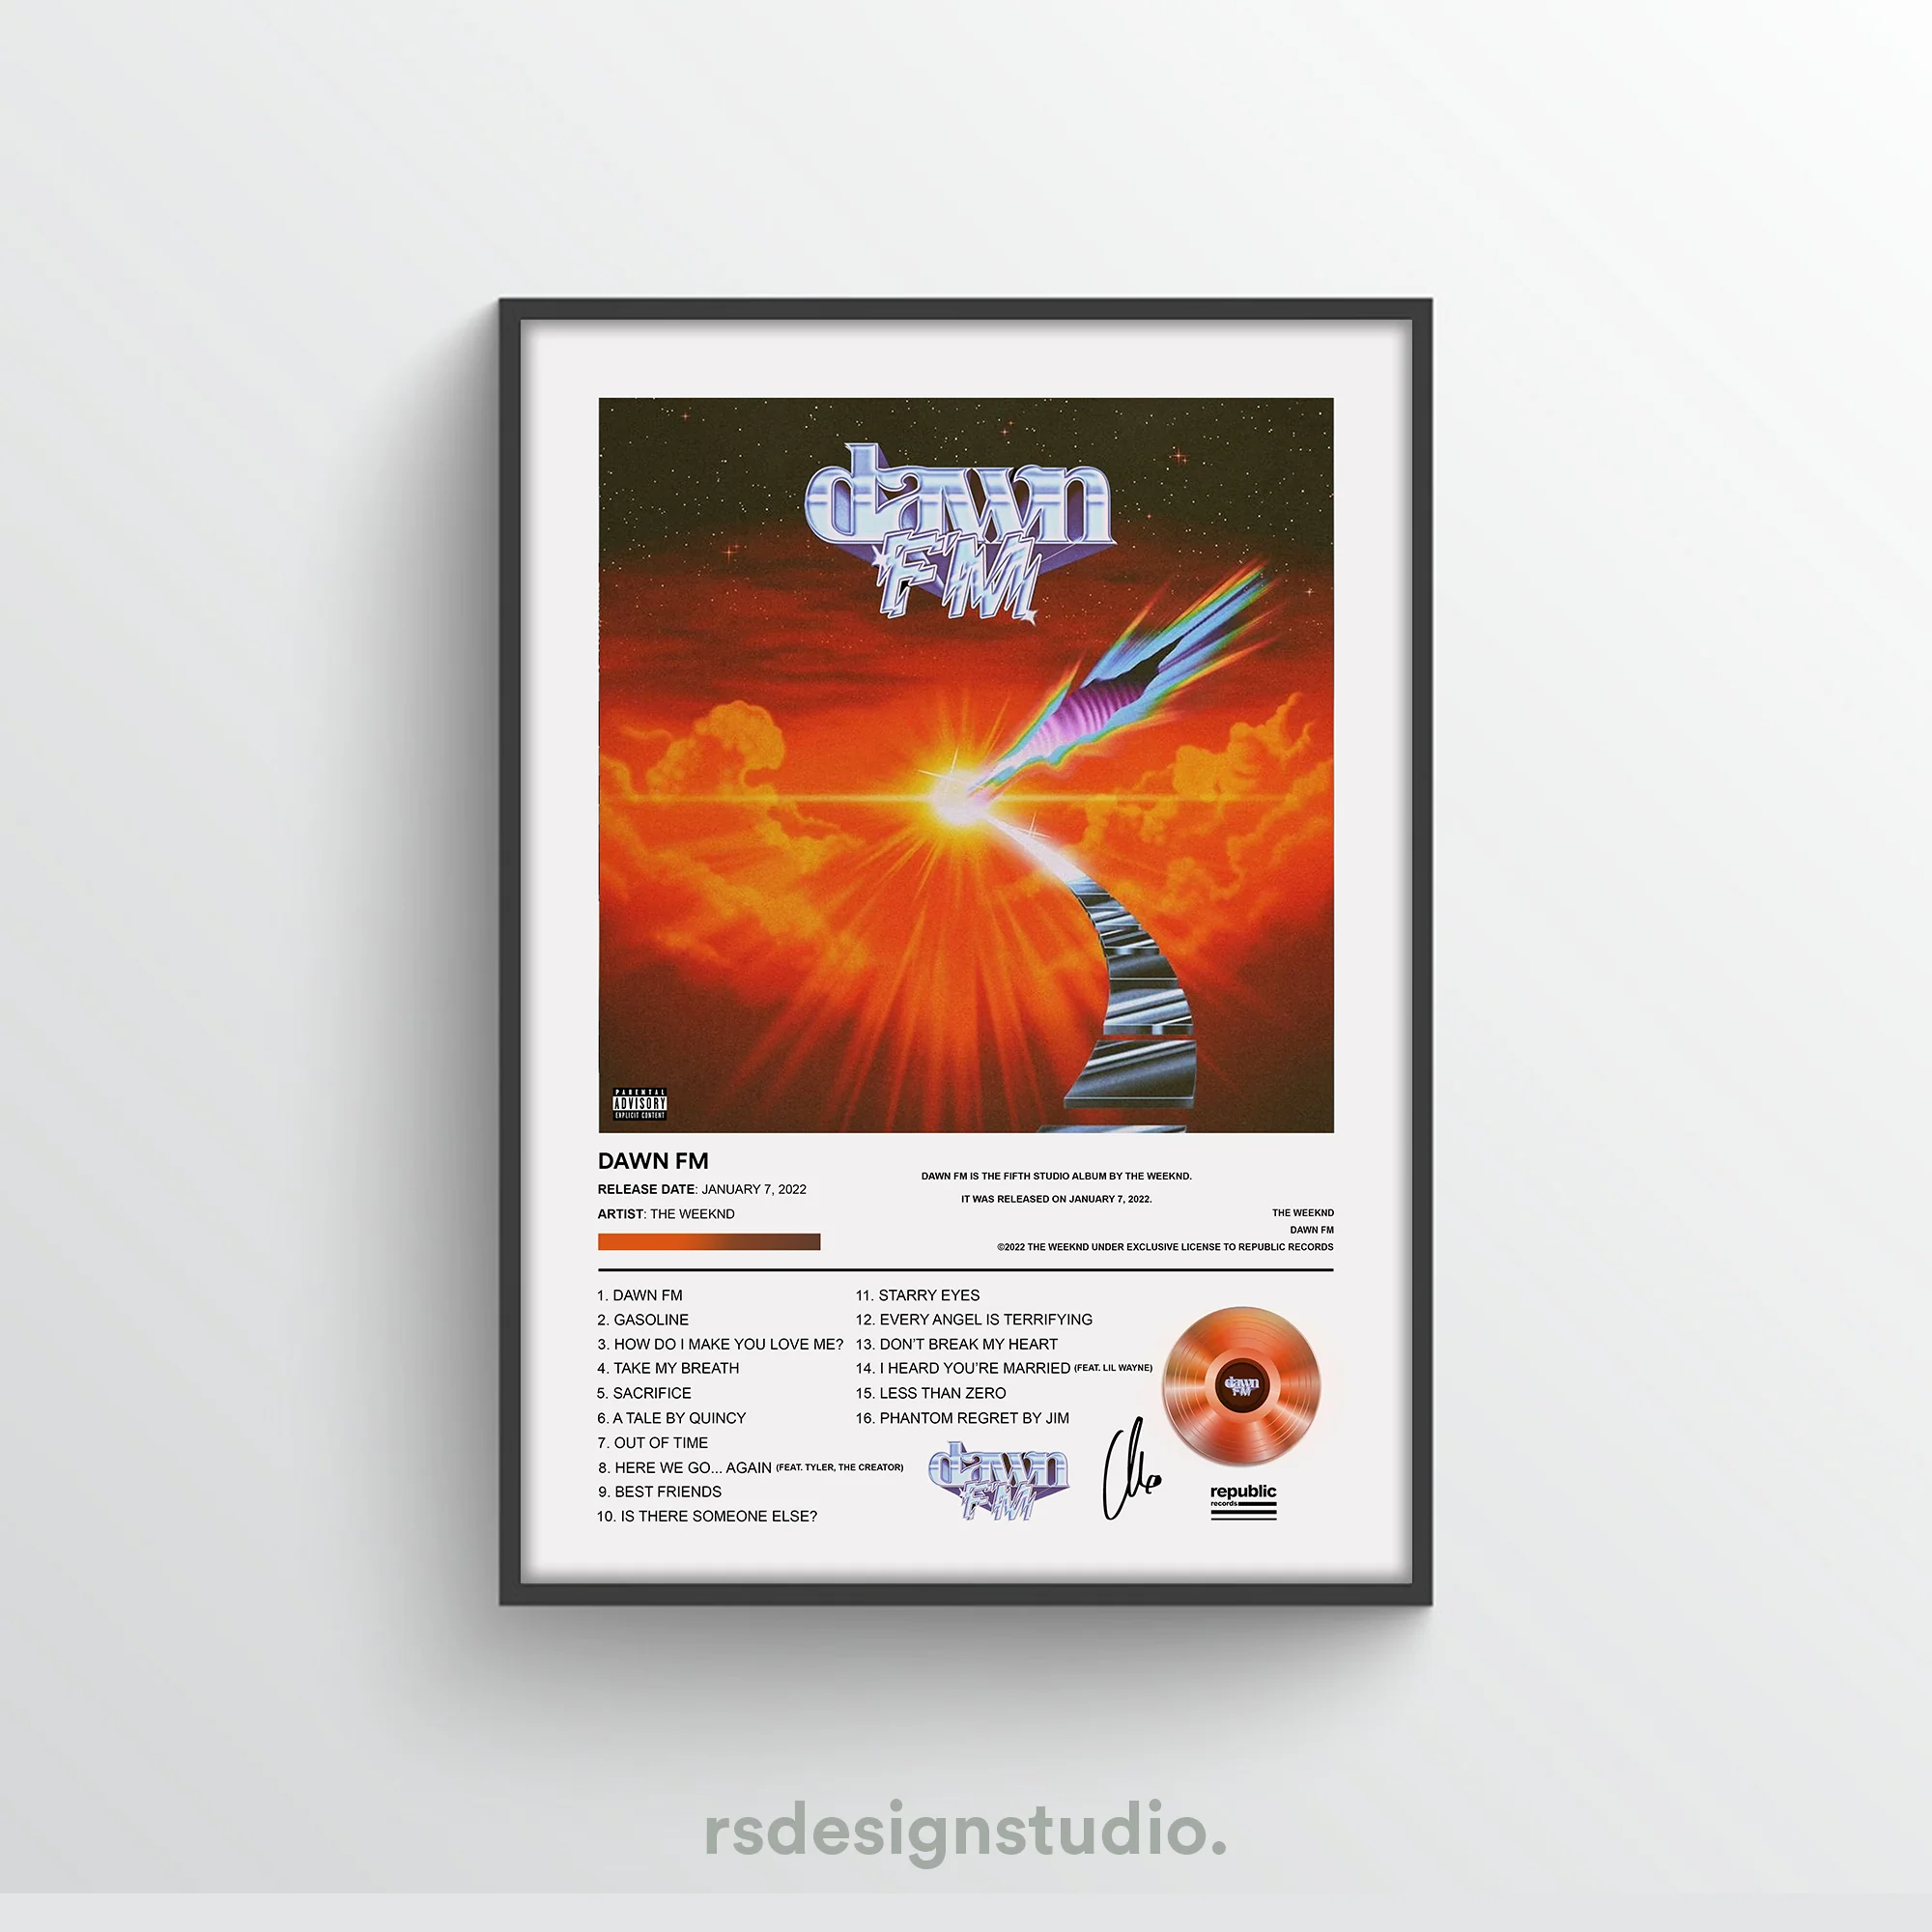 dawn
FM
PARENTAL
ADVISORY
EXPLICIT CONTENT
DAWN FM
RELEASE DATE: JANUARY 7, 2022
ARTIST: THE WEEKND
DAWN FM IS THE FIFTH STUDIO ALBUM BY THE WEEKND.
IT WAS RELEASED ON JANUARY 7, 2022.
THE WEEKND
DAWN FM
©2022 THE WEEKND UNDER EXCLUSIVE LICENSE TO REPUBLIC RECORDS
1. DAWN FM
2. GASOLINE
3. HOW DO I MAKE YOU LOVE ME?
4. TAKE MY BREATH
5. SACRIFICE
6. A TALE BY QUINCY
7. OUT OF TIME
8. HERE WE GO... AGAIN (FEAT. TYLER, THE CREATOR)
9. BEST FRIENDS
10. IS THERE SOMEONE ELSE?
11. STARRY EYES
12. EVERY ANGEL IS TERRIFYING
13. DON'T BREAK MY HEART
14. I HEARD YOU'RE MARRIED (FEAT. LIL WAYNE)
15. LESS THAN ZERO
16. PHANTOM REGRET BY JIM
dawn
FM
dawn
FM
republic
records
rsdesignstudio.